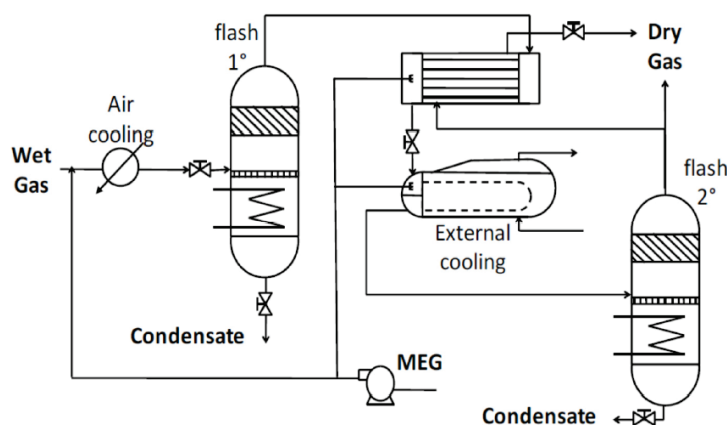 flash
1°
Dry
Gas
Air
cooling
Wet
Gas
flash
2°
External
cooling
Condensate
MEG
Condensate